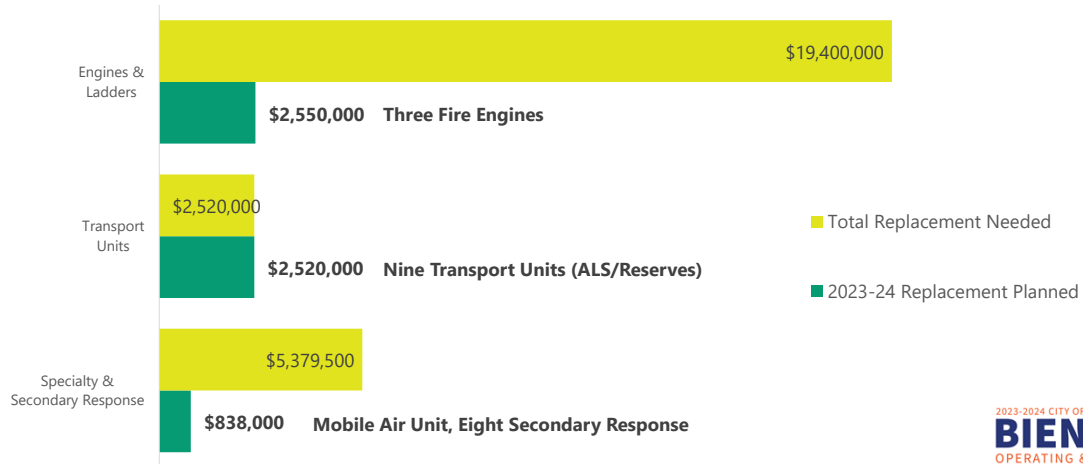 $19,400,000
Engines &
Ladders
$2,550,000 Three Fire Engines
$2,520,000
Transport
Units
$2,520,000 Nine Transport Units (ALS/Reserves)
Total Replacement Needed
2023-24 Replacement Planned
$5,379,500
Specialty &
Secondary Response
$838,000 Mobile Air Unit, Eight Secondary Response
2023-2024 CITY OF
BIEN
OPERATING &